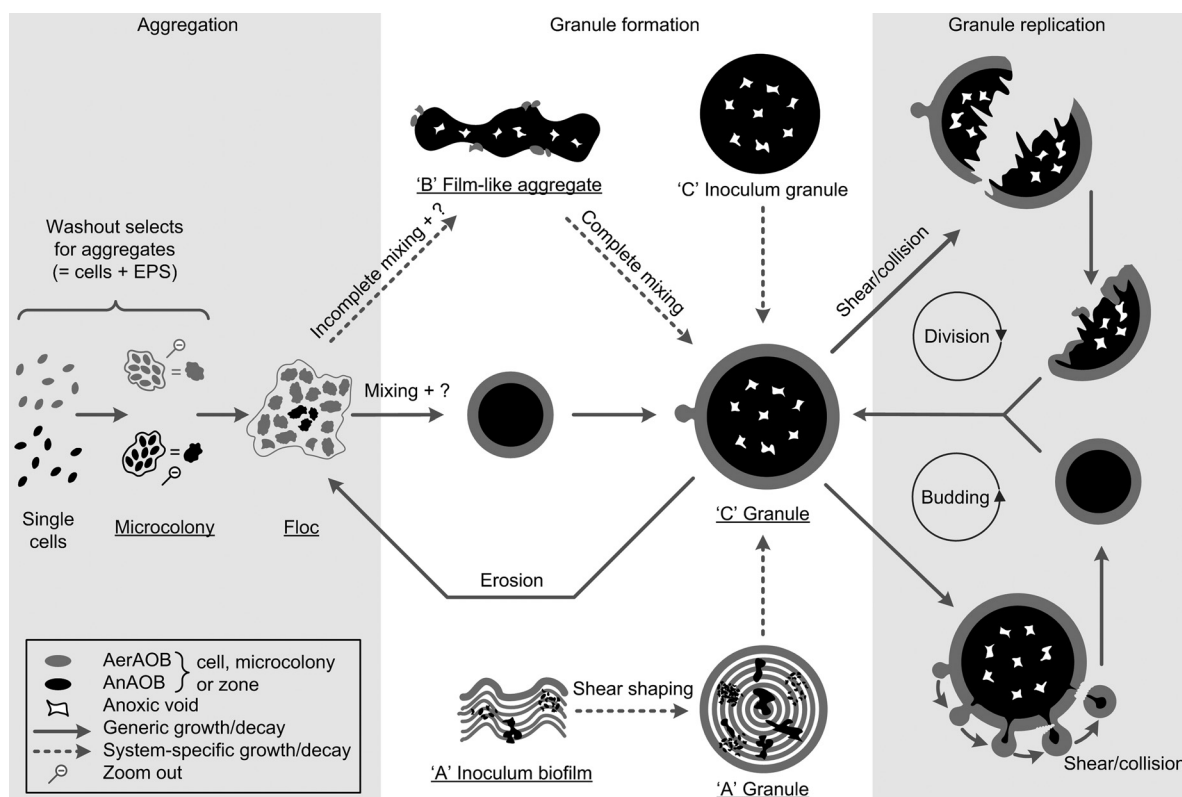 Aggregation
Granule formation
Granule replication
'B' Film-like aggregate
'C' Inoculum granule
Washout selects
for aggregates
(= cells + EPS)
Incomplete mixing + ?
Complete mixing
Shear/collision
Division
=
Mixing + ?
=
Budding
Single
cells
Microcolony
Floc
'C' Granule
Erosion
AerAOB
AnAOB
cell, microcolony
or zone
Anoxic void
Generic growth/decay
System-specific growth/decay
Zoom out
Shear shaping
'A' Inoculum biofilm
'A' Granule
Shear/collision